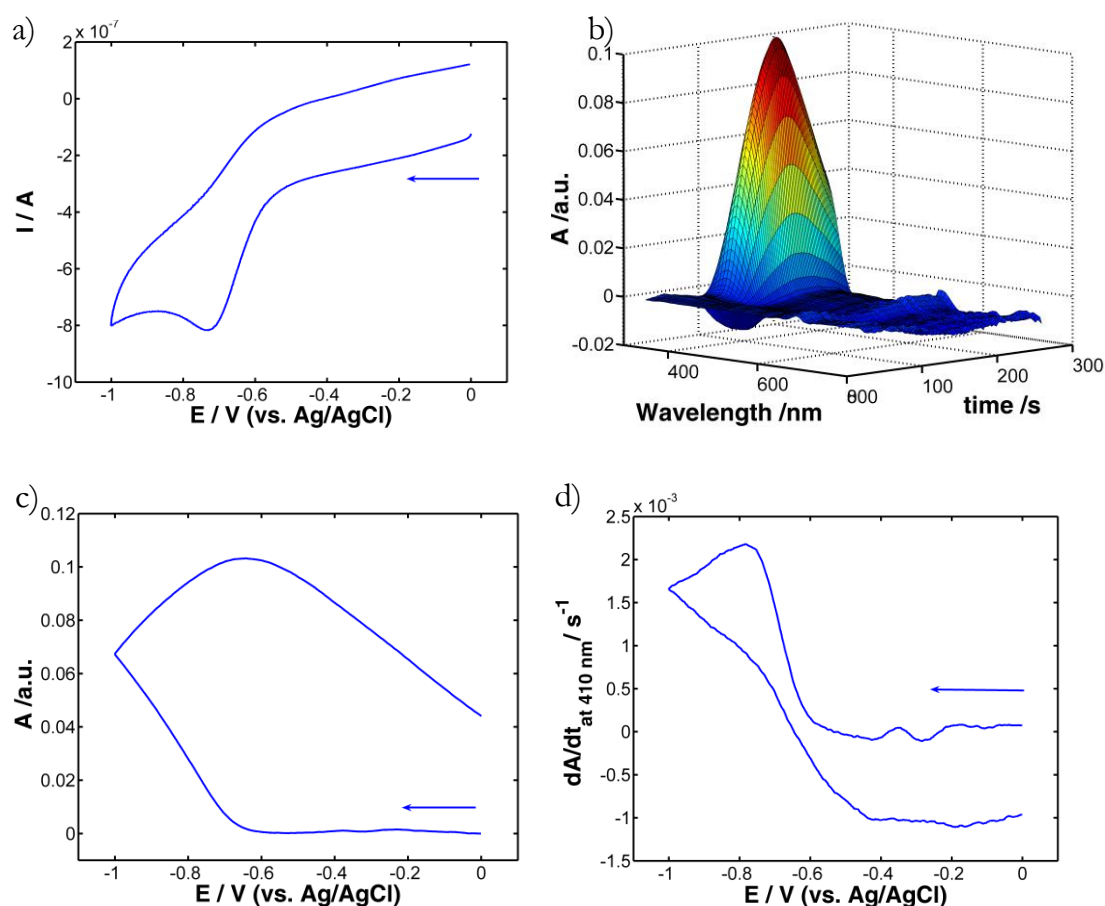 a)
x 10⁻⁷
2
0
-2
-4
-6
-8
-10
I / A
-1 -0.8 -0.6 -0.4 -0.2 0
E / V (vs. Ag/AgCl)
b)
0.1
0.08
0.06
0.04
0.02
0
-0.02
A /a.u.
400 600 800
Wavelength /nm
0 100 200 300
time /s
c)
0.12
0.1
0.08
0.06
0.04
0.02
0
A /a.u.
-1 -0.8 -0.6 -0.4 -0.2 0
E / V (vs. Ag/AgCl)
d)
x 10⁻³
2.5
2
1.5
1
0.5
0
-0.5
-1
-1.5
dA/dt at 410 nm / s⁻¹
-1 -0.8 -0.6 -0.4 -0.2 0
E / V (vs. Ag/AgCl)